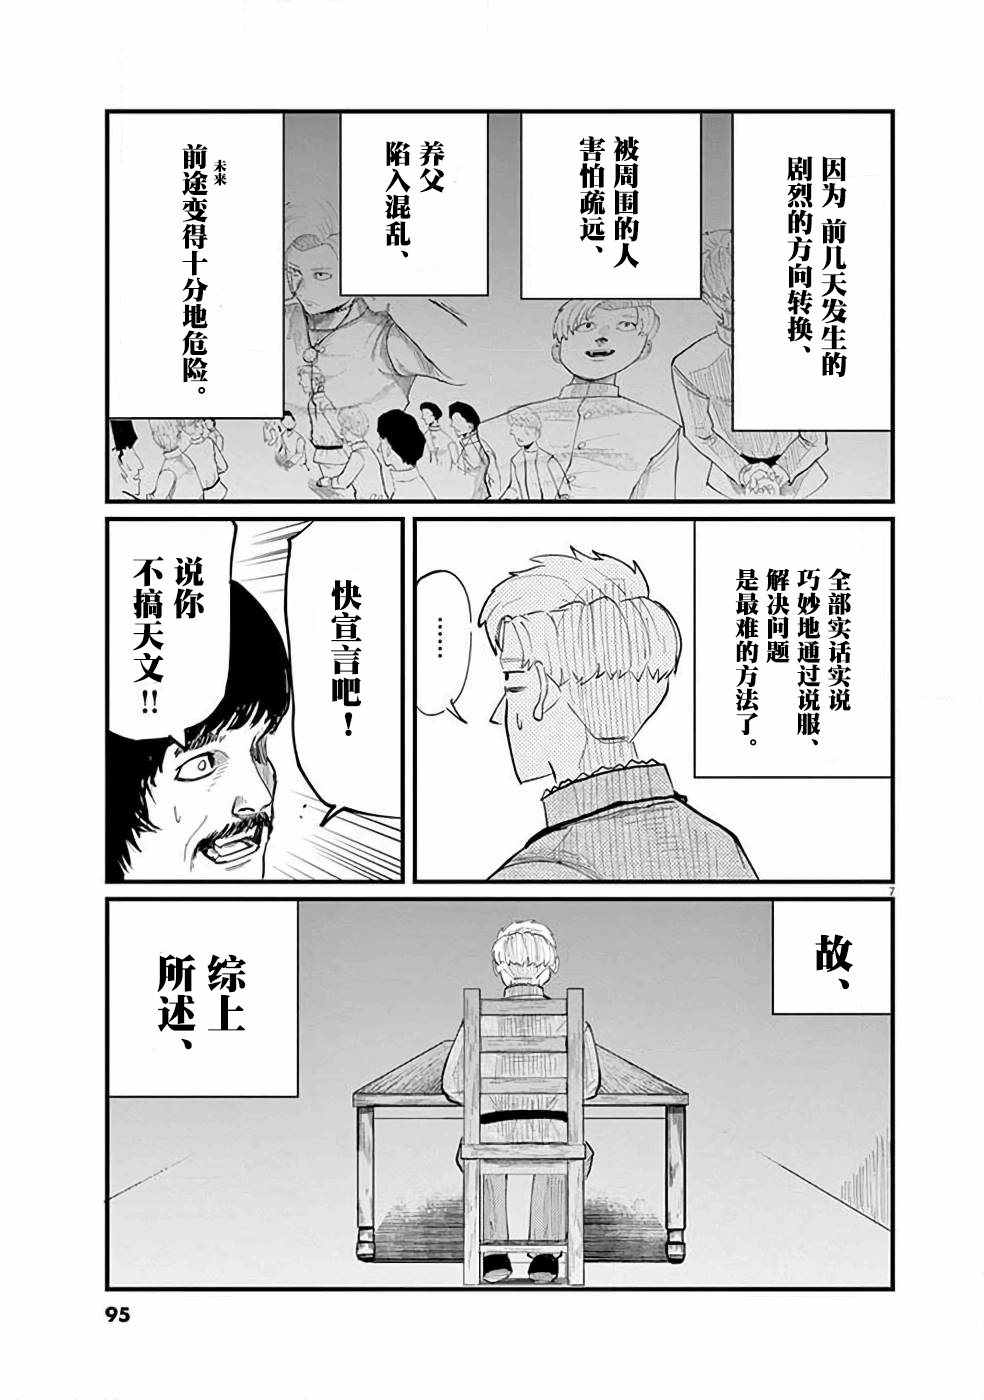 因为 前几天发生的
剧烈的方向转换、
被周围的人
害怕疏远、
养父
陷入混乱、
未来
前途变得十分地危险。
全部实话实说
巧妙地通过说服、
解决问题
是最难的方法了。
……
快宣言吧！
说你
不搞天文!!
7
故、
综上
所述、
95